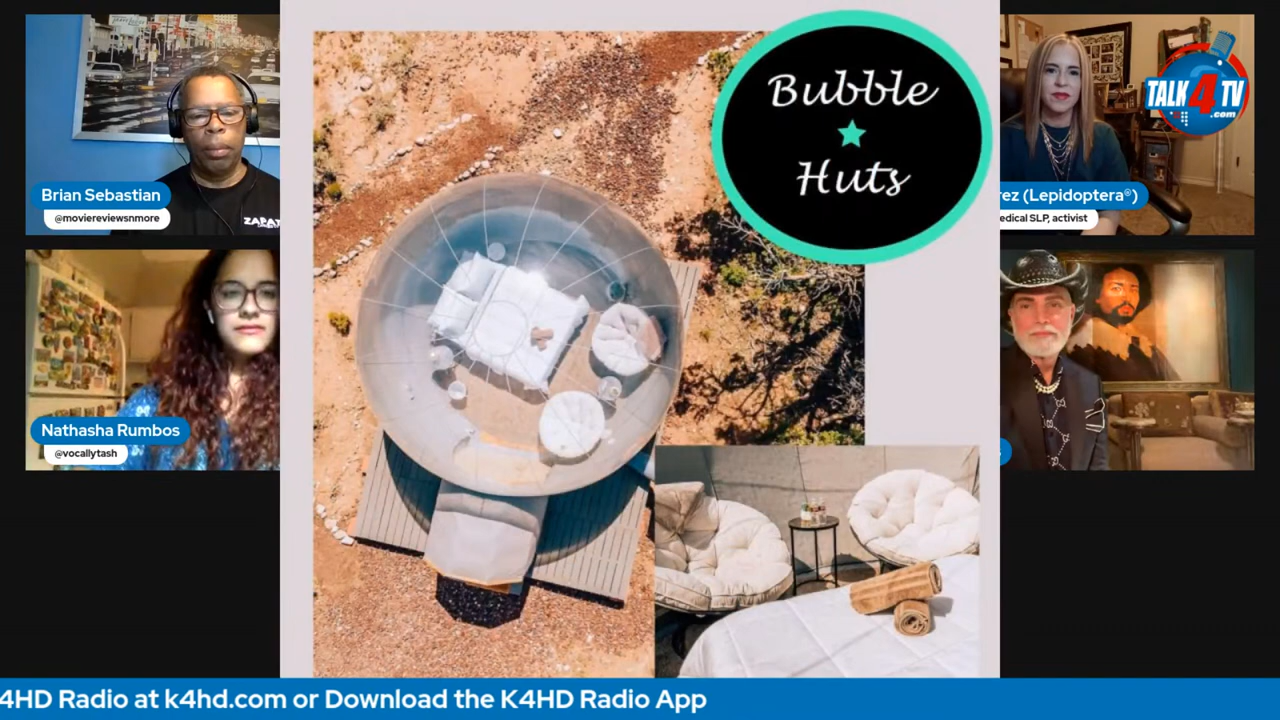 Brian Sebastian
@moviereviewsnmore
ZAPAT
Bubble
Huts
TALK4TV
.com
rez (Lepidoptera®)
edical SLP, activist
Nathasha Rumbos
@vocallytash
4HD Radio at k4hd.com or Download the K4HD Radio App